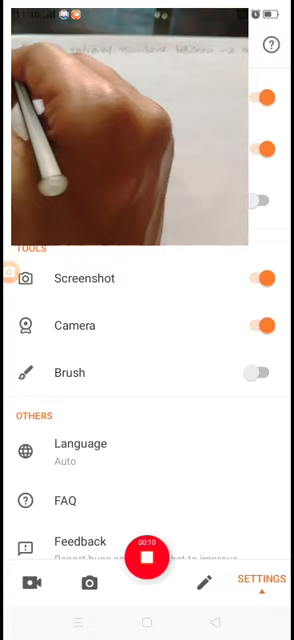 TOOLS
Screenshot
Camera
Brush
OTHERS
Language
Auto
FAQ
Feedback
00:10
SETTINGS